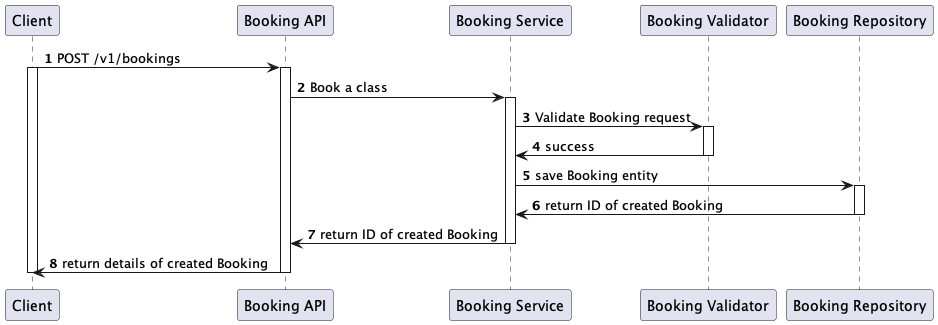 Client
Booking API
Booking Service
Booking Validator
Booking Repository
1 POST /v1/bookings
2 Book a class
3 Validate Booking request
4 success
5 save Booking entity
6 return ID of created Booking
7 return ID of created Booking
8 return details of created Booking
Client
Booking API
Booking Service
Booking Validator
Booking Repository